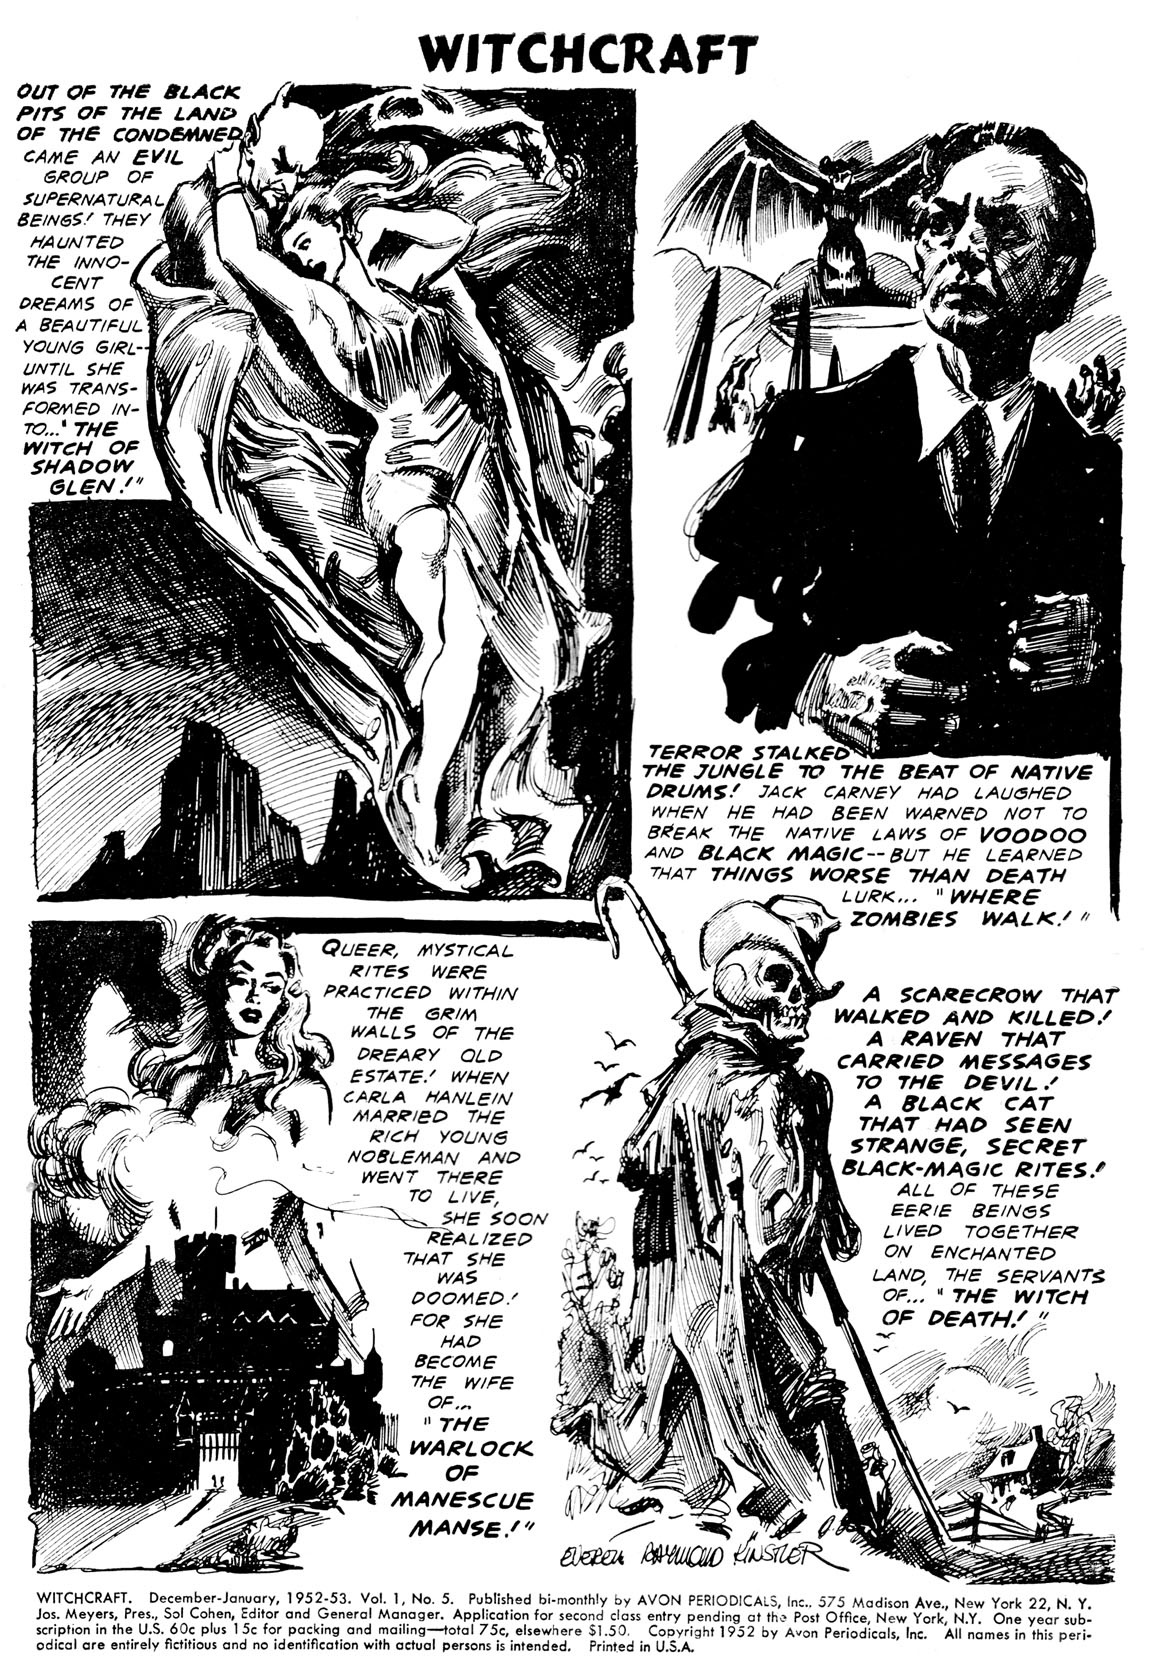 WITCHCRAFT
OUT OF THE BLACK
PITS OF THE LAND
OF THE CONDEMNED
CAME AN EVIL
GROUP OF
SUPERNATURAL
BEINGS! THEY
HAUNTED
THE INNO-
CENT
DREAMS OF
A BEAUTIFUL
YOUNG GIRL--
UNTIL SHE
WAS TRANS-
FORMED IN-
TO...'THE
WITCH OF
SHADOW
GLEN!"
TERROR STALKED
THE JUNGLE TO THE BEAT OF NATIVE
DRUMS! JACK CARNEY HAD LAUGHED
WHEN HE HAD BEEN WARNED NOT TO
BREAK THE NATIVE LAWS OF VOODOO
AND BLACK MAGIC--BUT HE LEARNED
THAT THINGS WORSE THAN DEATH
LURK... "WHERE
ZOMBIES WALK!"
QUEER, MYSTICAL
RITES WERE
PRACTICED WITHIN
THE GRIM
WALLS OF THE
DREARY OLD
ESTATE! WHEN
CARLA HANLEIN
MARRIED THE
RICH YOUNG
NOBLEMAN AND
WENT THERE
TO LIVE,
SHE SOON
REALIZED
THAT SHE
WAS
DOOMED!
FOR SHE
HAD
BECOME
THE WIFE
OF...
"THE
WARLOCK
OF
MANESCUE
MANSE!"
A SCARECROW THAT
WALKED AND KILLED!
A RAVEN THAT
CARRIED MESSAGES
TO THE DEVIL!
A BLACK CAT
THAT HAD SEEN
STRANGE, SECRET
BLACK-MAGIC RITES!
ALL OF THESE
EERIE BEINGS
LIVED TOGETHER
ON ENCHANTED
LAND, THE SERVANTS
OF... "THE WITCH
OF DEATH!"
EVERETT RAYMOND KINSTLER
WITCHCRAFT. December-January, 1952-53. Vol. 1, No. 5. Published bi-monthly by AVON PERIODICALS, Inc., 575 Madison Ave., New York 22, N. Y.
Jos. Meyers, Pres., Sol Cohen, Editor and General Manager. Application for second class entry pending at the Post Office, New York, N.Y. One year sub-
scription in the U.S. 60c plus 15c for packing and mailing—total 75c, elsewhere $1.50. Copyright 1952 by Avon Periodicals, Inc. All names in this peri-
odical are entirely fictitious and no identification with actual persons is intended. Printed in U.S.A.